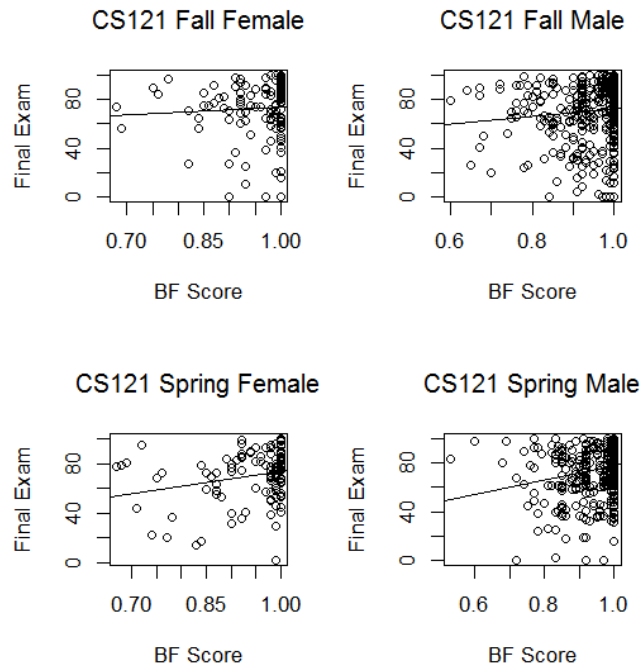 CS121 Fall Female
Final Exam
0 40 80
0.70 0.85 1.00
BF Score
CS121 Fall Male
Final Exam
0 40 80
0.6 0.8 1.0
BF Score
CS121 Spring Female
Final Exam
0 40 80
0.70 0.85 1.00
BF Score
CS121 Spring Male
Final Exam
0 40 80
0.6 0.8 1.0
BF Score